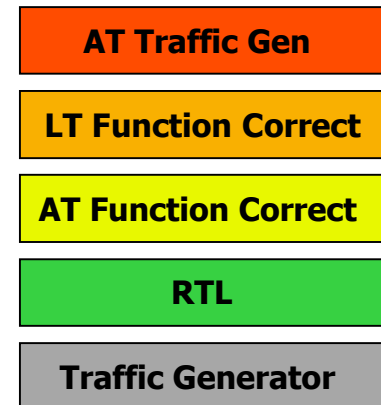 AT Traffic Gen
LT Function Correct
AT Function Correct
RTL
Traffic Generator